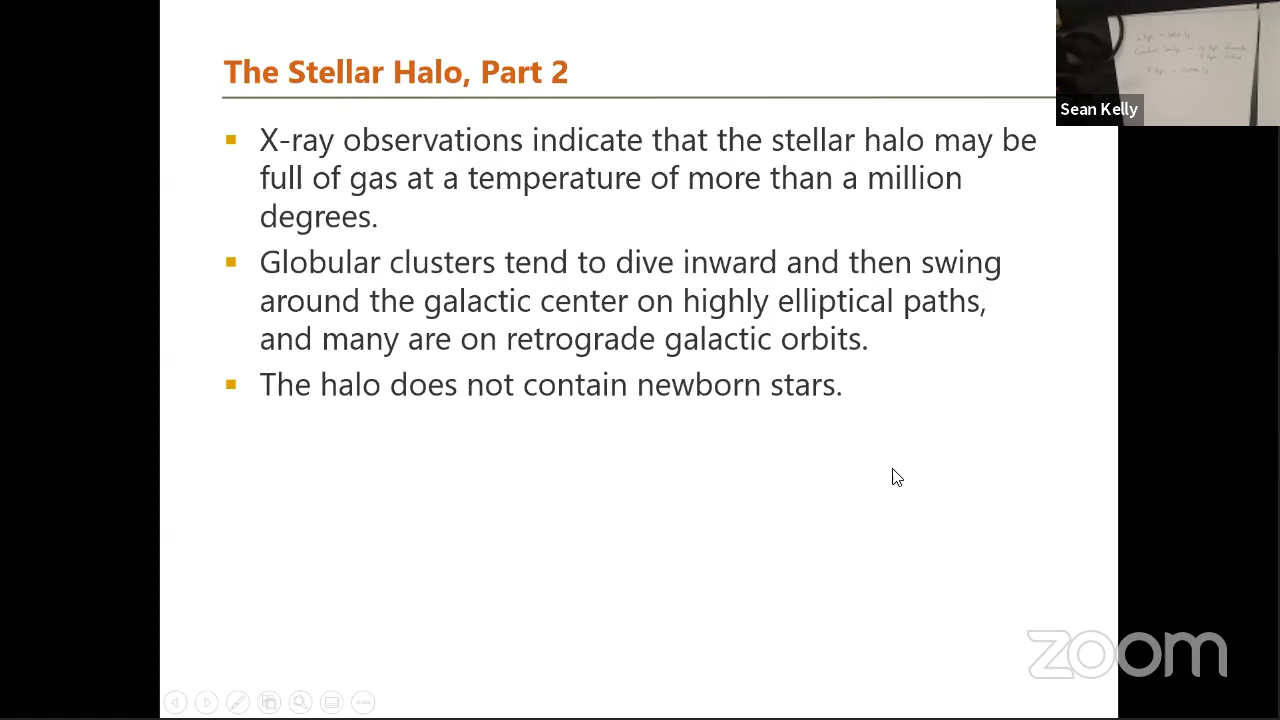 The Stellar Halo, Part 2
X-ray observations indicate that the stellar halo may be
full of gas at a temperature of more than a million
degrees.
Globular clusters tend to dive inward and then swing
around the galactic center on highly elliptical paths,
and many are on retrograde galactic orbits.
The halo does not contain newborn stars.
Sean Kelly
zoom